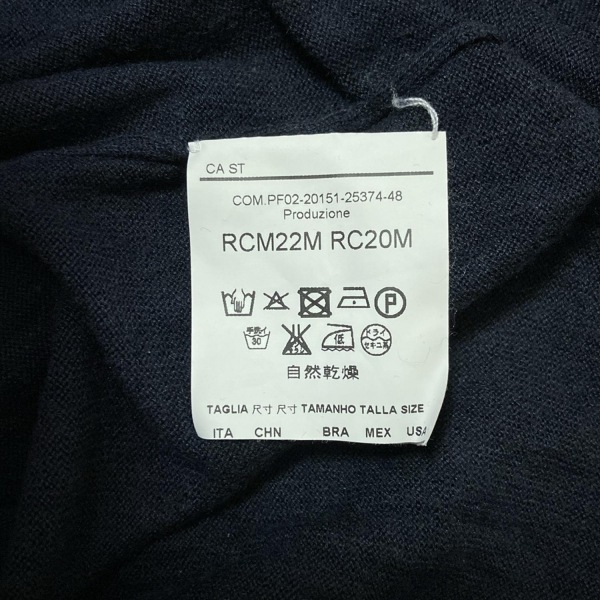 CA ST
COM.PF02-20151-25374-48
Produzione
RCM22M RC20M
P
手洗イ 30 低 ドライ セキユ系
自然乾燥
TAGLIA 尺寸 尺寸 TAMANHO TALLA SIZE
ITA CHN BRA MEX USA